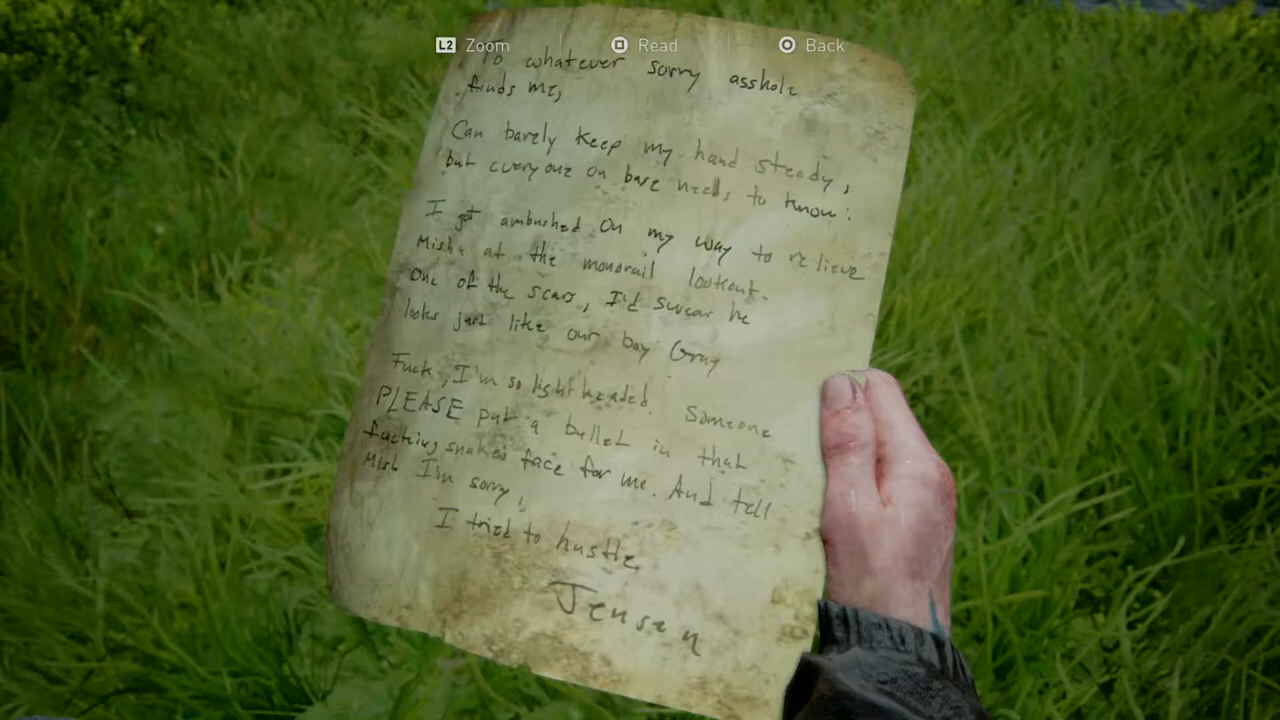 L2 Zoom Read Back
To whatever sorry asshole
finds me,
Can barely keep my hand steady,
but everyone on base needs to know:
I got ambushed on my way to relieve
Misha at the monorail lookout.
One of the scars, I'd swear he
looks just like our boy Gray
Fuck, I'm so lightheaded. Someone
PLEASE put a bullet in that
fucking snakes face for me. And tell
Mish I'm sorry,
I tried to hustle
Jensen